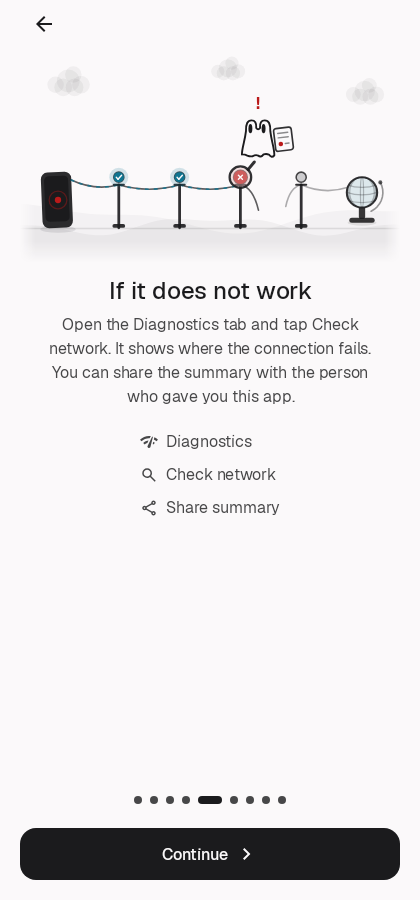 !
If it does not work
Open the Diagnostics tab and tap Check
network. It shows where the connection fails.
You can share the summary with the person
who gave you this app.
Diagnostics
Check network
Share summary
Continue